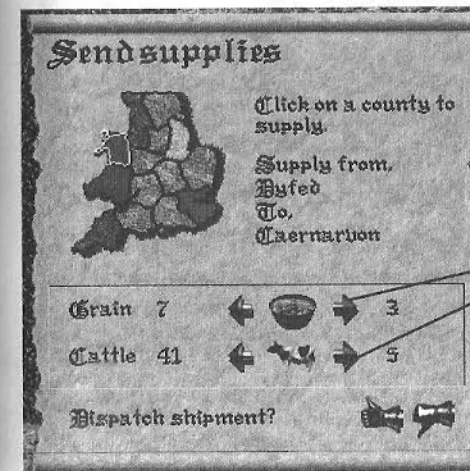 Send supplies
Click on a county to
supply.
Supply from,
Dyfed
To,
Caernarvon
Grain 7 3
Cattle 41 5
Dispatch shipment?